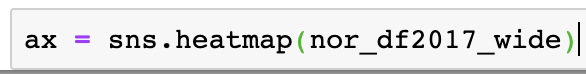 ax = sns.heatmap(nor_df2017_wide)